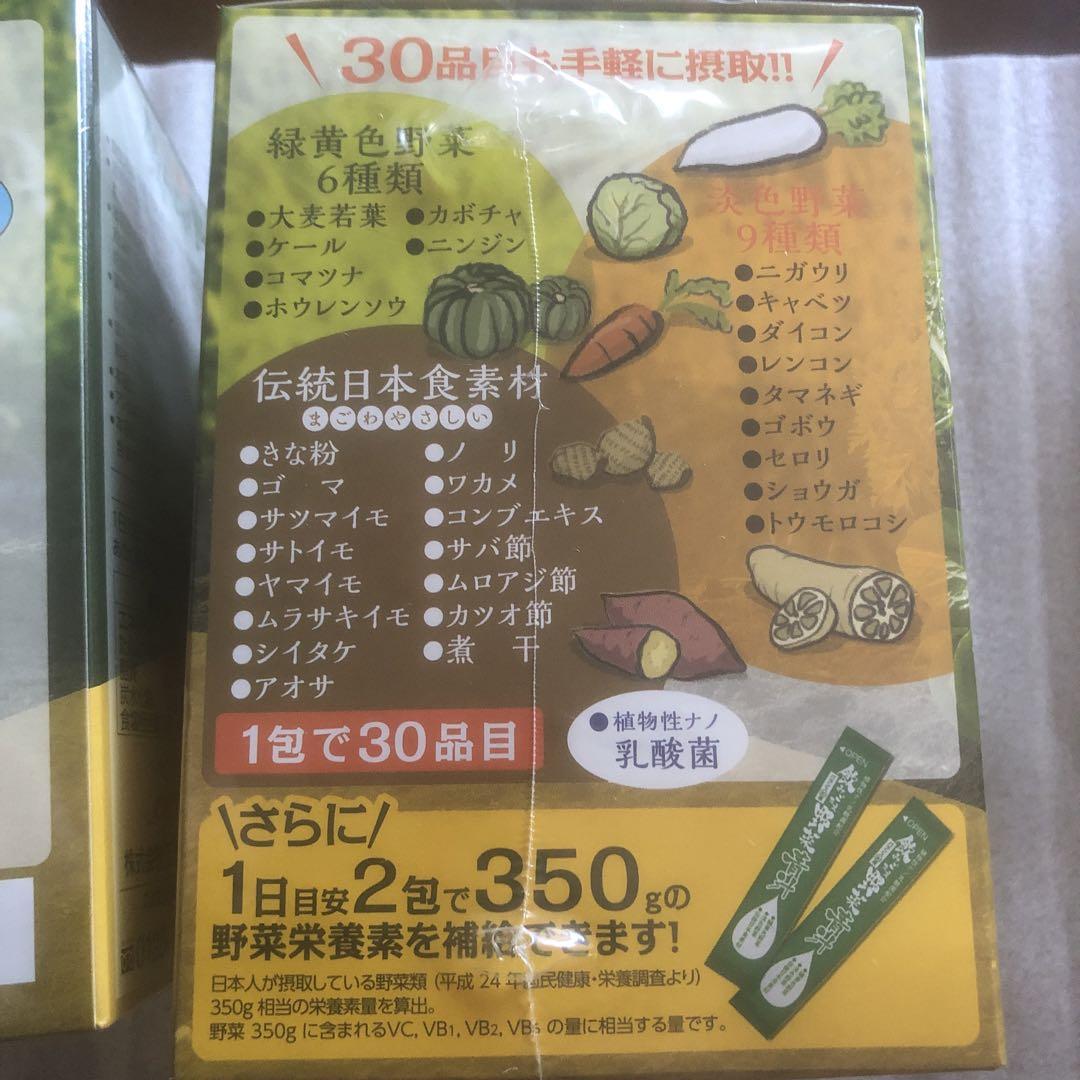 30品目も手軽に摂取!!
緑黄色野菜
6種類
●大麦若葉 ●カボチャ
●ケール ●ニンジン
●コマツナ
●ホウレンソウ
淡色野菜
9種類
●ニガウリ
●キャベツ
●ダイコン
●レンコン
●タマネギ
●ゴボウ
●セロリ
●ショウガ
●トウモロコシ
伝統日本食素材
まごわやさしい
●きな粉 ●ノリ
●ゴマ ●ワカメ
●サツマイモ ●コンブエキス
●サトイモ ●サバ節
●ヤマイモ ●ムロアジ節
●ムラサキイモ ●カツオ節
●シイタケ ●煮干
●アオサ
1包で30品目
●植物性ナノ
乳酸菌
\さらに/
1日目安2包で350gの
野菜栄養素を補給できます!
日本人が摂取している野菜類(平成24年国民健康・栄養調査より)
350g相当の栄養素量を算出。
野菜350gに含まれるVC, VB1, VB2, VB6の量に相当する量です。
OPEN
OPEN